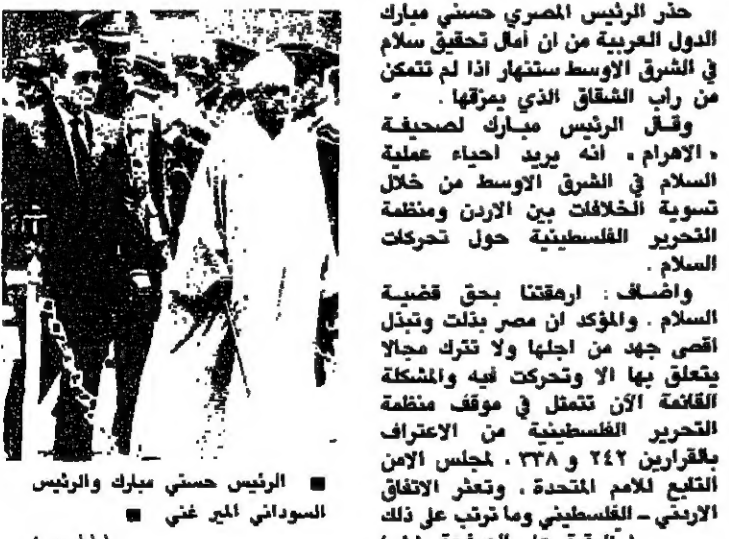 حذر الرئيس المصري حسني مبارك
الدول العربية من ان آمال تحقيق سلام
في الشرق الاوسط ستنهار اذا لم تتمكن
من رأب الشقاق الذي يمزقها .
وقال الرئيس مبارك لصحيفة
« الاهرام » انه يريد احياء عملية
السلام في الشرق الاوسط من خلال
تسوية الخلافات بين الاردن ومنظمة
التحرير الفلسطينية حول تحركات
السلام .
واضاف : ارهقتنا بحق قضية
السلام . والمؤكد ان مصر بذلت وتبذل
اقصى جهد من اجلها ولا تترك مجالا
يتعلق بها الا وتحركت فيه والمشكلة
القائمة الآن تتمثل في موقف منظمة
التحرير الفلسطينية من الاعتراف
بالقرارين ٢٤٢ و ٣٣٨ ، لمجلس الامن
التابع للامم المتحدة ، وتعثر الاتفاق
الاردني - الفلسطيني وما ترتب على ذلك
■ الرئيس حسني مبارك والرئيس
السوداني المير غني ■